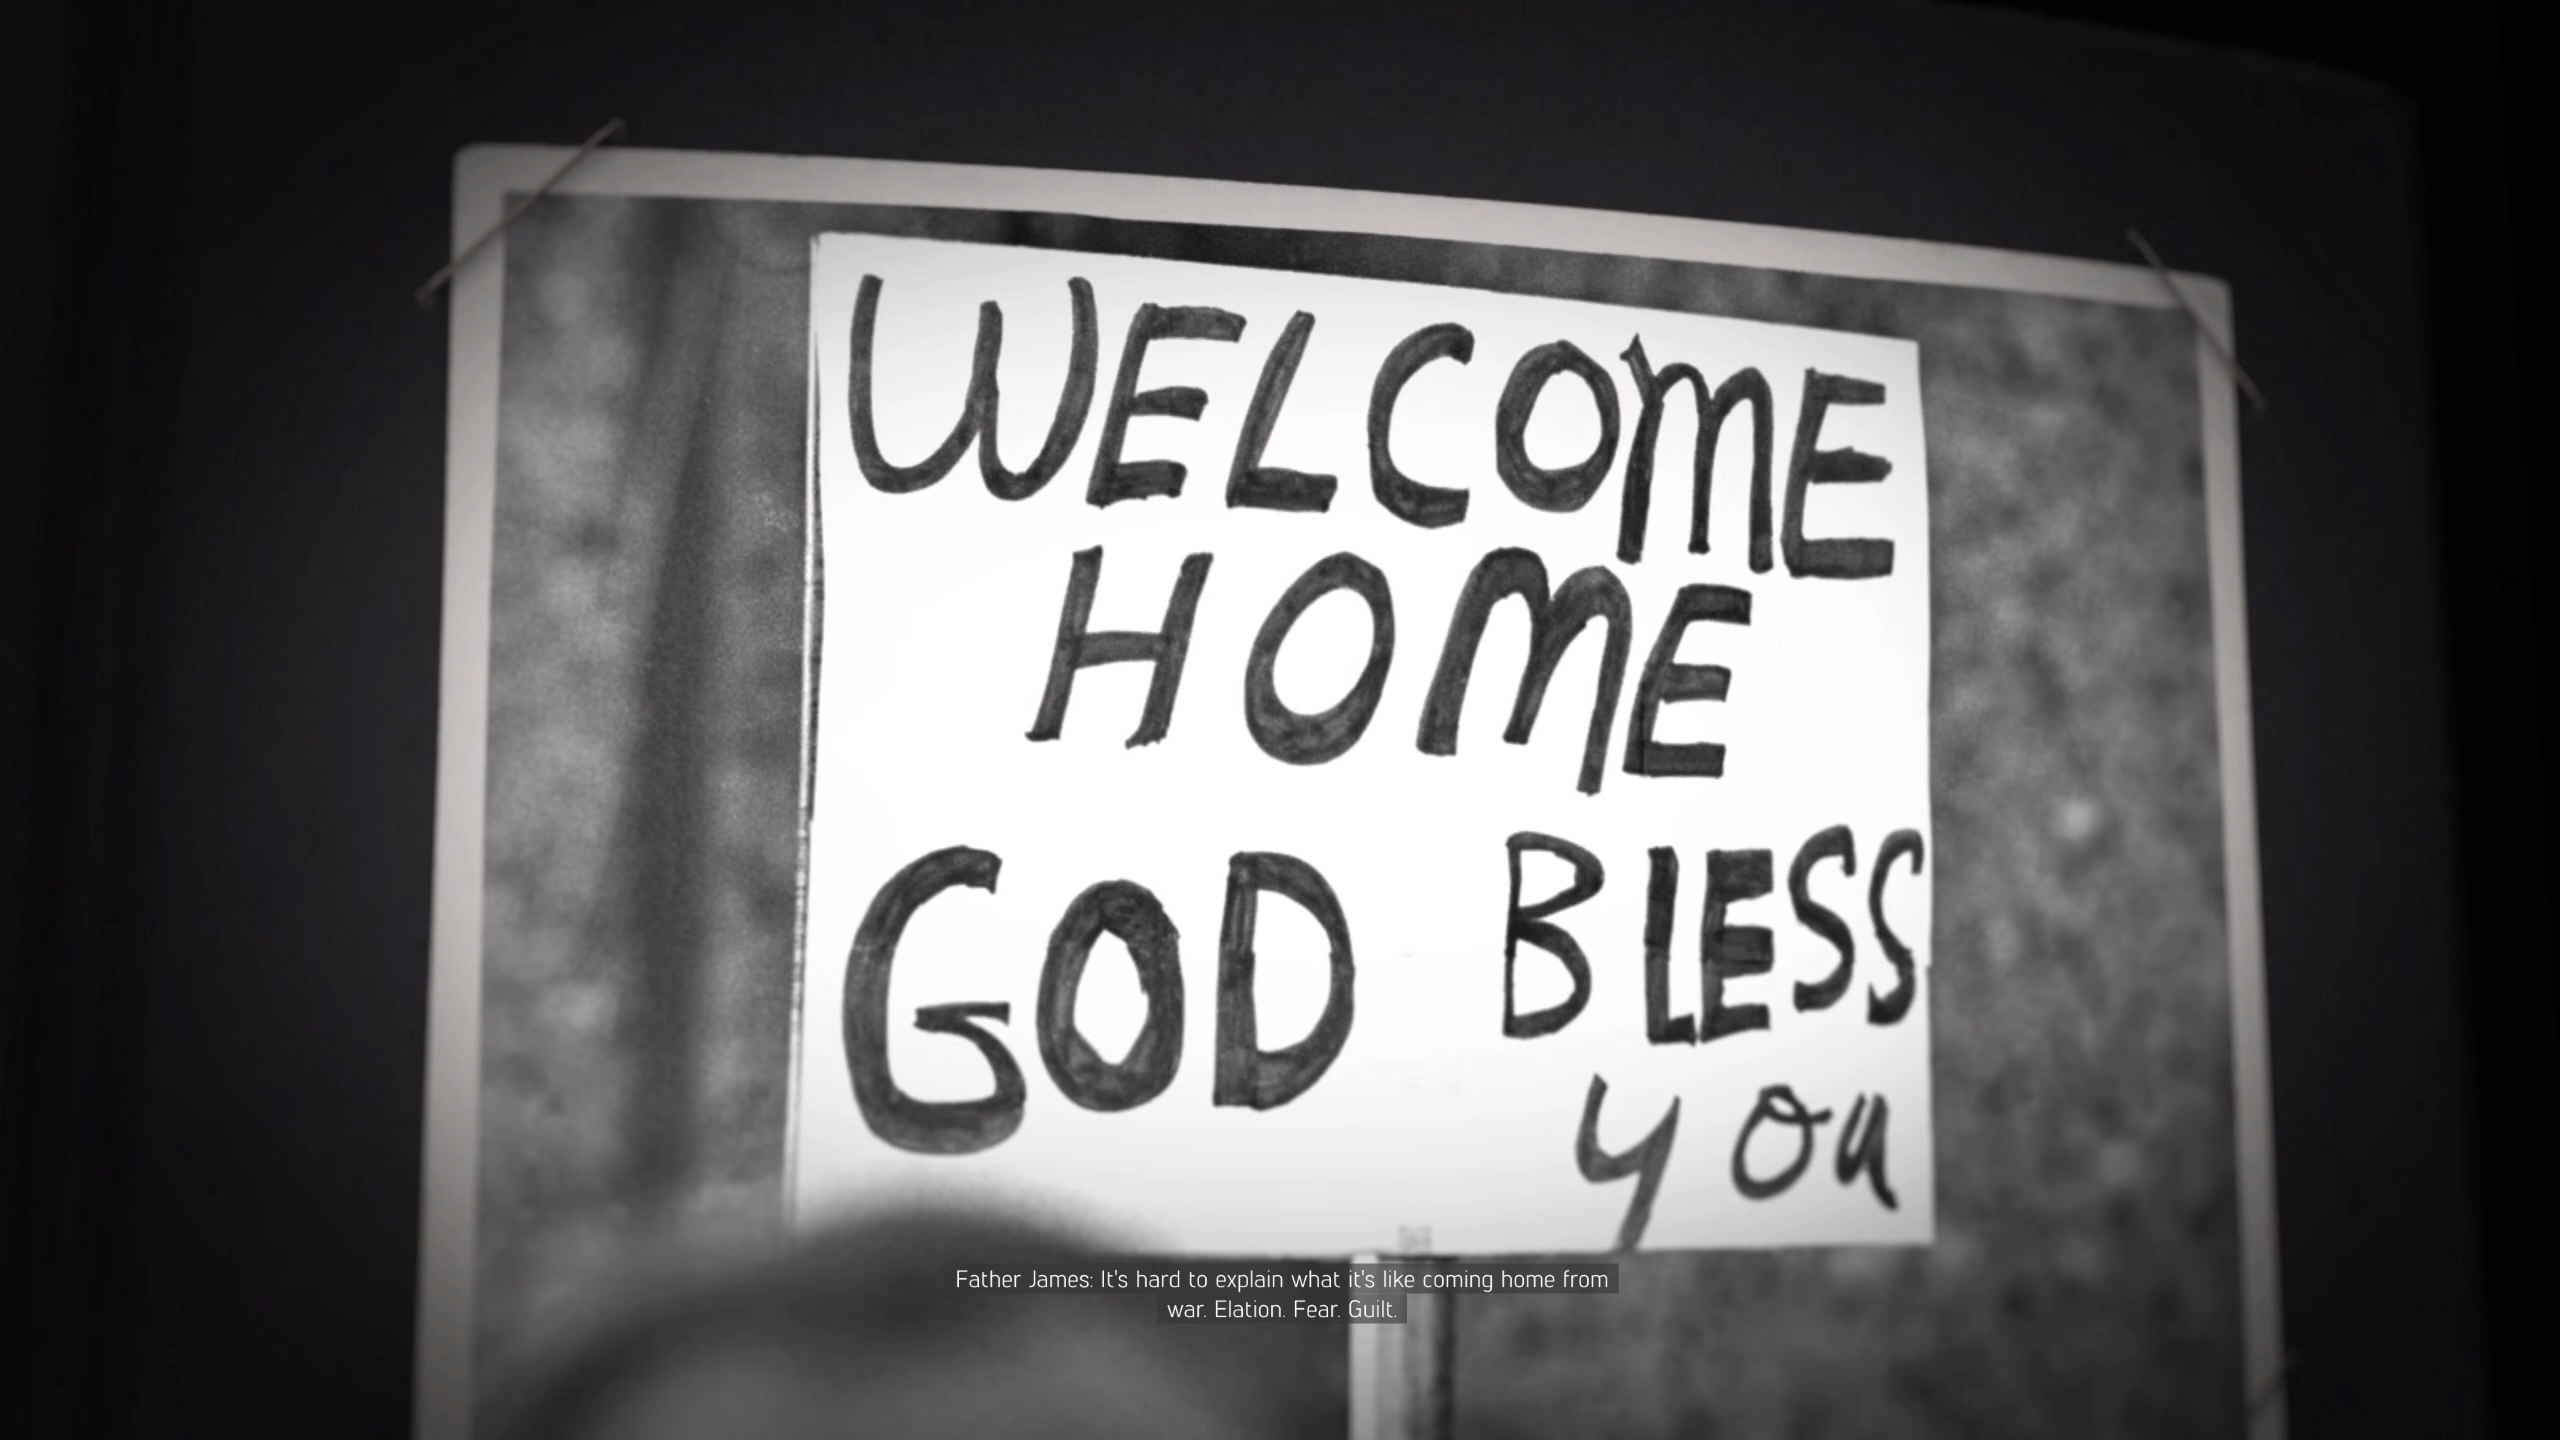 WELCOME
HOME
GOD BLESS
you
Father James: It's hard to explain what it's like coming home from
war. Elation. Fear. Guilt.